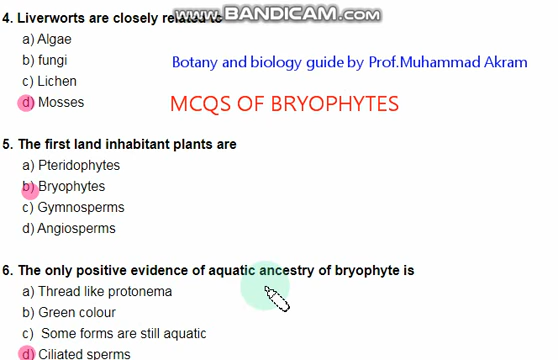 WWW.BANDICAM.COM
4. Liverworts are closely related to
a) Algae
b) fungi
Botany and biology guide by Prof.Muhammad Akram
c) Lichen
d) Mosses
MCQS OF BRYOPHYTES
5. The first land inhabitant plants are
a) Pteridophytes
b) Bryophytes
c) Gymnosperms
d) Angiosperms
6. The only positive evidence of aquatic ancestry of bryophyte is
a) Thread like protonema
b) Green colour
c) Some forms are still aquatic
d) Ciliated sperms